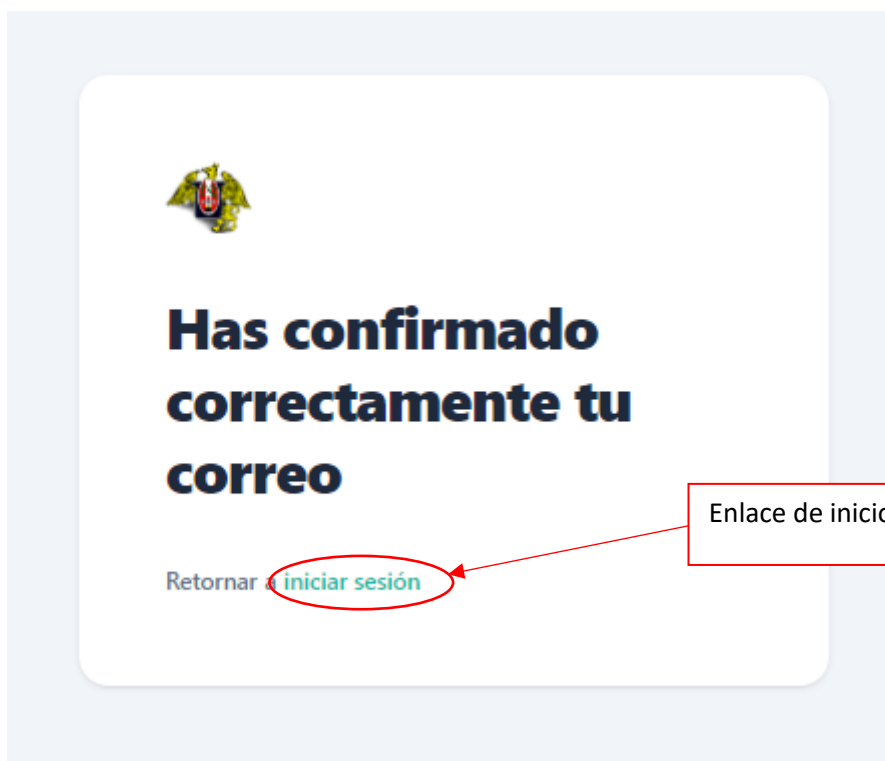 Has confirmado
correctamente tu
correo
Enlace de inicio
Retornar a iniciar sesión